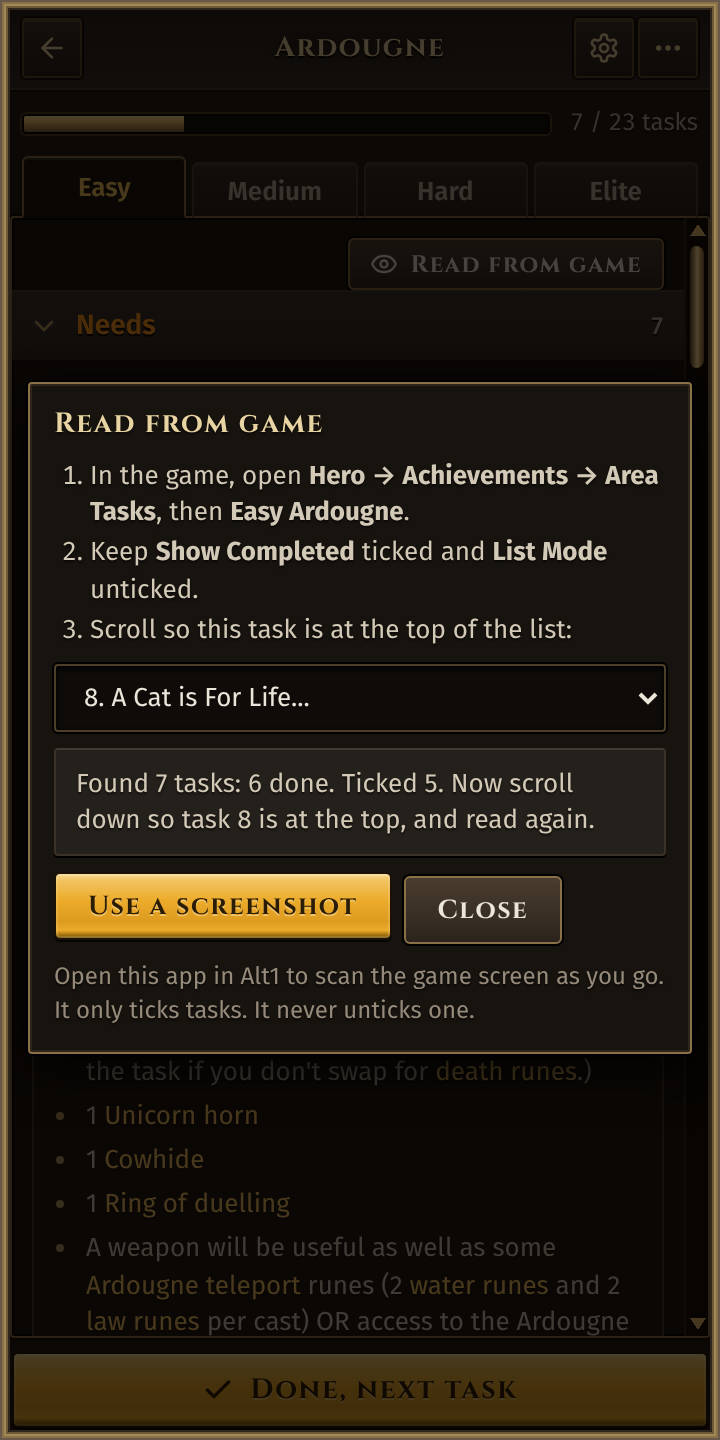 Ardougne
7 / 23 tasks
Easy
Medium
Hard
Elite
Read from game
Needs
7
Read from game
1. In the game, open Hero → Achievements → Area
Tasks, then Easy Ardougne.
2. Keep Show Completed ticked and List Mode
unticked.
3. Scroll so this task is at the top of the list:
8. A Cat is For Life...
Found 7 tasks: 6 done. Ticked 5. Now scroll
down so task 8 is at the top, and read again.
Use a screenshot
Close
Open this app in Alt1 to scan the game screen as you go.
It only ticks tasks. It never unticks one.
the task if you don't swap for death runes.)
• 1 Unicorn horn
• 1 Cowhide
• 1 Ring of duelling
• A weapon will be useful as well as some
Ardougne teleport runes (2 water runes and 2
law runes per cast) OR access to the Ardougne
Done, next task